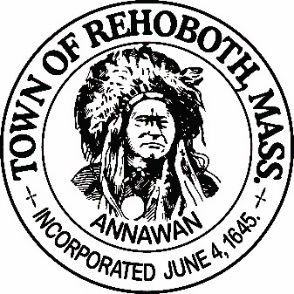 TOWN OF REHOBOTH, MASS.
ANNAWAN
INCORPORATED JUNE 4, 1645.